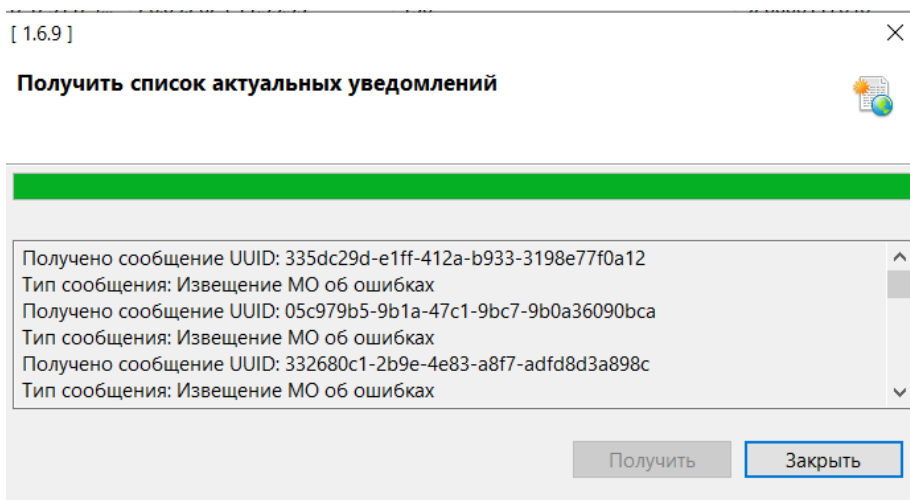 [ 1.6.9 ]
Получить список актуальных уведомлений
Получено сообщение UUID: 335dc29d-e1ff-412a-b933-3198e77f0a12
Тип сообщения: Извещение МО об ошибках
Получено сообщение UUID: 05c979b5-9b1a-47c1-9bc7-9b0a36090bca
Тип сообщения: Извещение МО об ошибках
Получено сообщение UUID: 332680c1-2b9e-4e83-a8f7-adfd8d3a898c
Тип сообщения: Извещение МО об ошибках
Получить
Закрыть